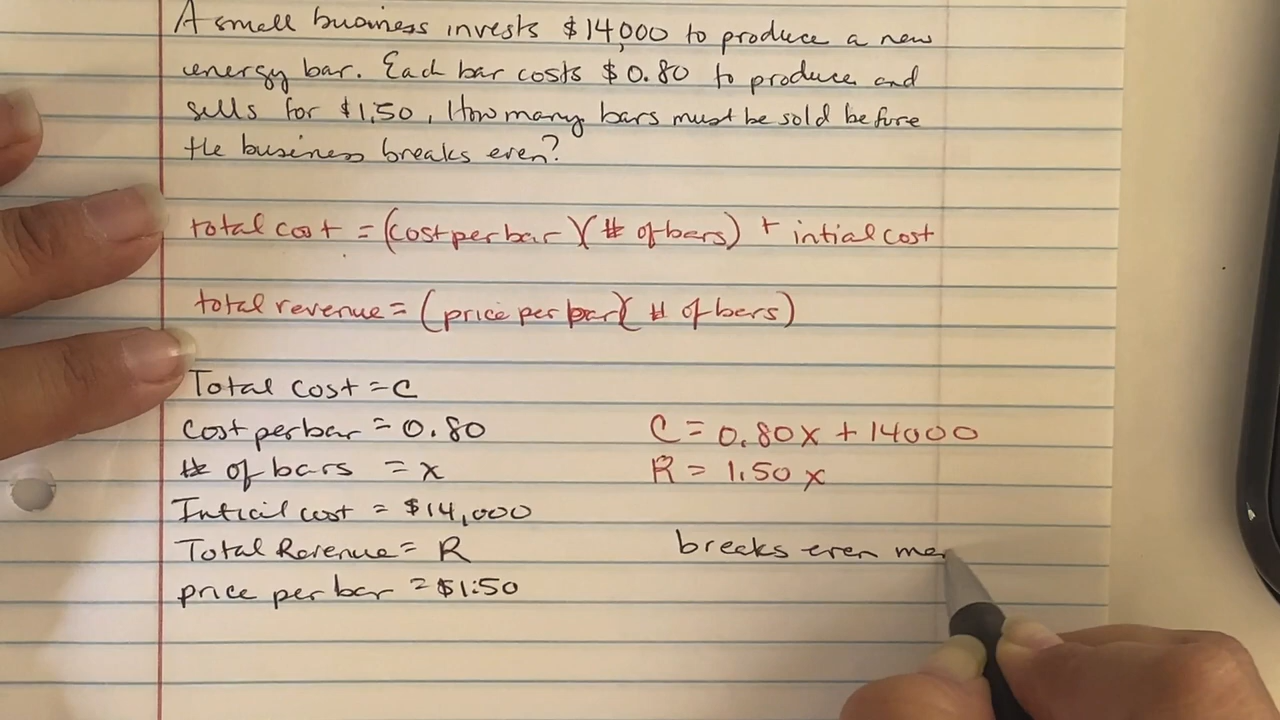 A small business invests $14,000 to produce a new
energy bar. Each bar costs $0.80 to produce and
sells for $1.50, How many bars must be sold before
the business breaks even?
total cost = (cost per bar)(# of bars) + intial cost
total revenue = (price per bar)(# of bars)
Total cost = C
cost per bar = 0.80
C = 0.80x + 14000
# of bars = x
R = 1.50x
Intial cost = $14,000
Total Revenue = R
breaks even mea
price per bar = $1.50